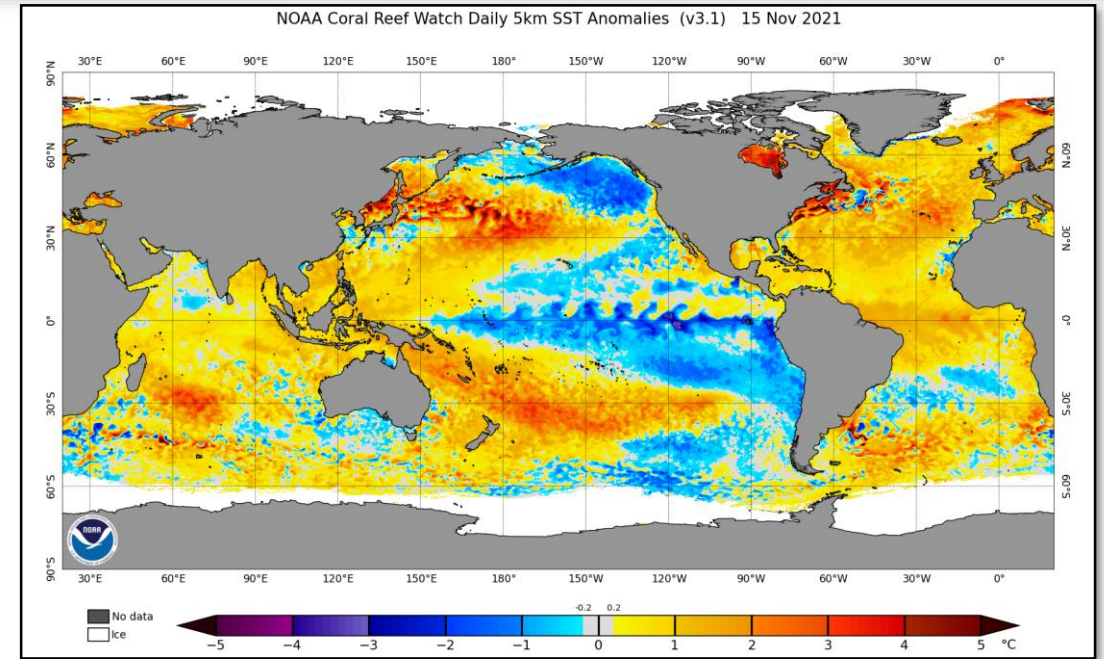 NOAA Coral Reef Watch Daily 5km SST Anomalies (v3.1) 15 Nov 2021
30°E 60°E 90°E 120°E 150°E 180° 150°W 120°W 90°W 60°W 30°W 0°
90°N 60°N 30°N 0° 30°S 60°S 90°S
60°N 30°N 0° 30°S 60°S
NOAA
30°E 60°E 90°E 120°E 150°E 180° 150°W 120°W 90°W 60°W 30°W 0°
No data
Ice
-0.2 0.2
−5 −4 −3 −2 −1 0 1 2 3 4 5 °C